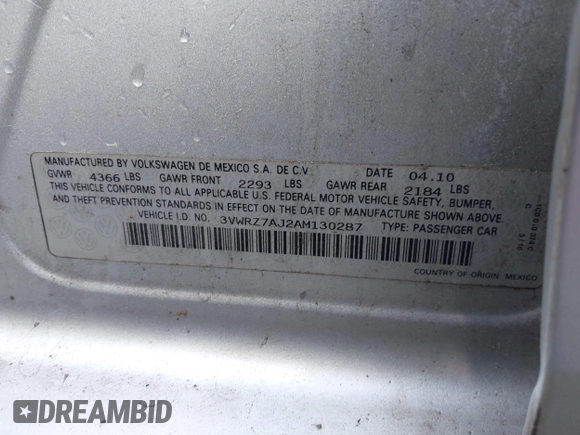 MANUFACTURED BY VOLKSWAGEN DE MEXICO S.A. DE C.V. DATE 04.10
GVWR 4366 LBS GAWR FRONT 2293 LBS GAWR REAR 2184 LBS
THIS VEHICLE CONFORMS TO ALL APPLICABLE U.S. FEDERAL MOTOR VEHICLE SAFETY, BUMPER,
AND THEFT PREVENTION STANDARDS IN EFFECT ON THE DATE OF MANUFACTURE SHOWN ABOVE.
VEHICLE I.D. NO. 3VWRZ7AJ2AM130287 TYPE: PASSENGER CAR
COUNTRY OF ORIGIN MEXICO
DREAMBID